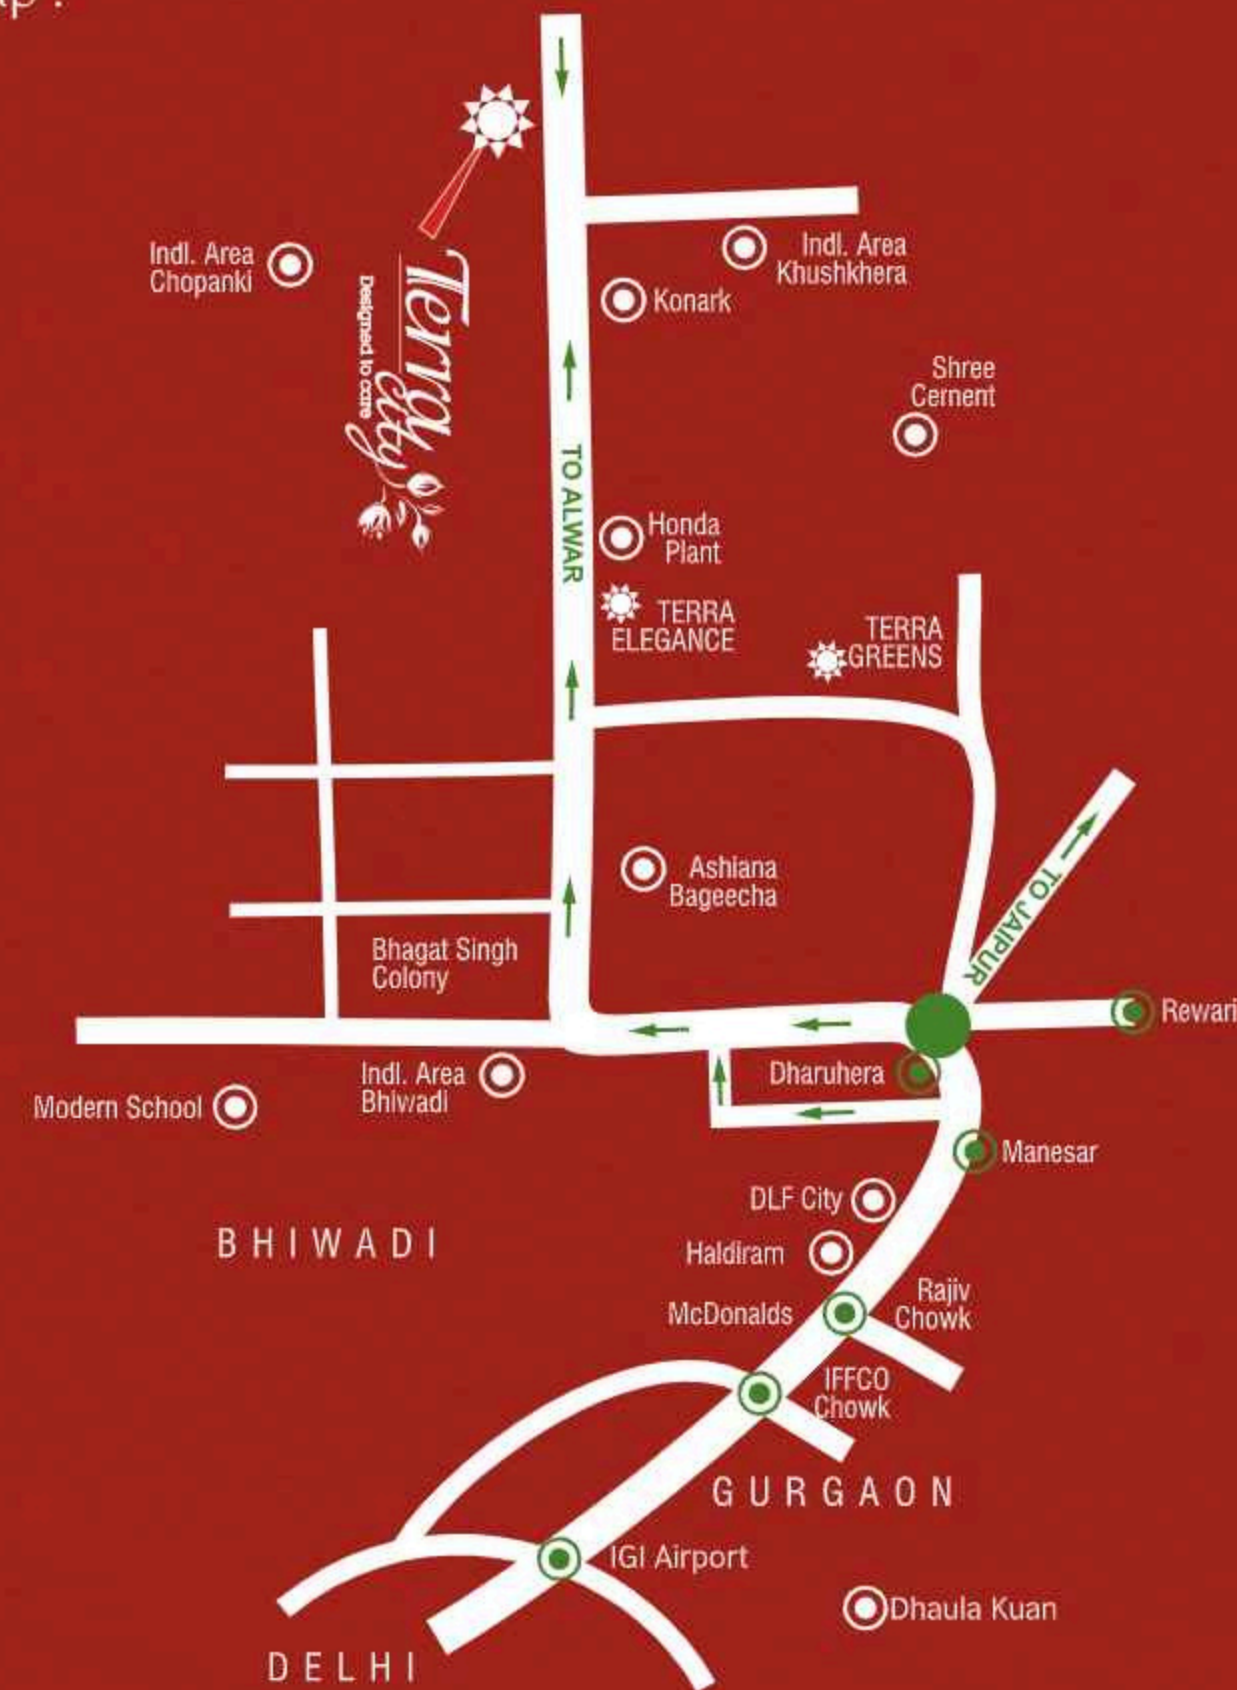 ap :
Indl. Area
Chopanki
Terra
City
Designed to care
Indl. Area
Khushkhera
Konark
Shree
Cement
TO ALWAR
Honda
Plant
TERRA
ELEGANCE
TERRA
GREENS
Ashiana
Bageecha
TO JAIPUR
Bhagat Singh
Colony
Rewari
Indl. Area
Bhiwadi
Dharuhera
Modern School
Manesar
DLF City
BHIWADI
Haldiram
Rajiv
Chowk
McDonalds
IFFCO
Chowk
GURGAON
IGI Airport
Dhaula Kuan
DELHI